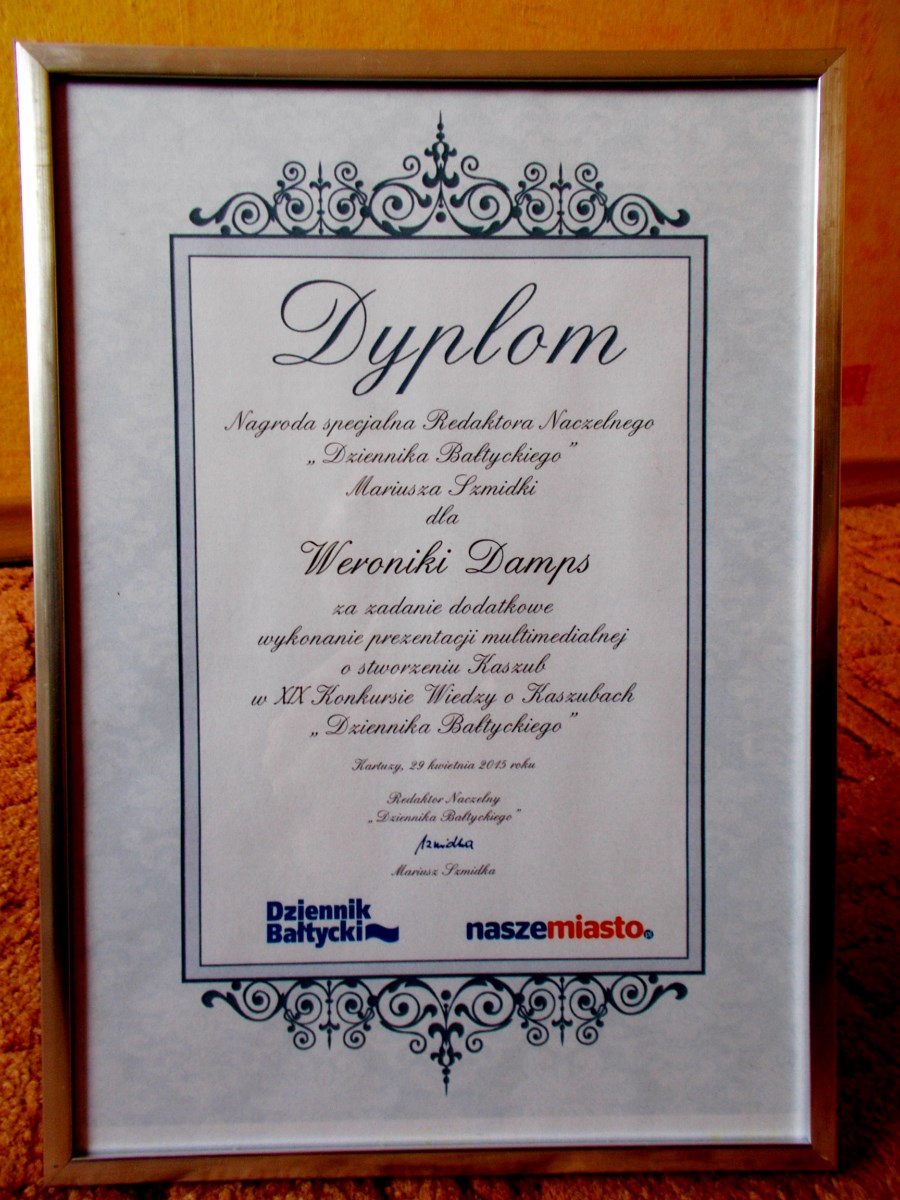 Dyplom
Nagroda specjalna Redaktora Naczelnego
„Dziennika Bałtyckiego”
Mariusza Szmidki
dla
Weroniki Damps
za zadanie dodatkowe
wykonanie prezentacji multimedialnej
o stworzeniu Kaszub
w XIX Konkursie Wiedzy o Kaszubach
„Dziennika Bałtyckiego”
Kartuzy, 29 kwietnia 2015 roku
Redaktor Naczelny
„Dziennika Bałtyckiego”
Szmidka
Mariusz Szmidka
Dziennik
Bałtycki
naszemiasto.pl